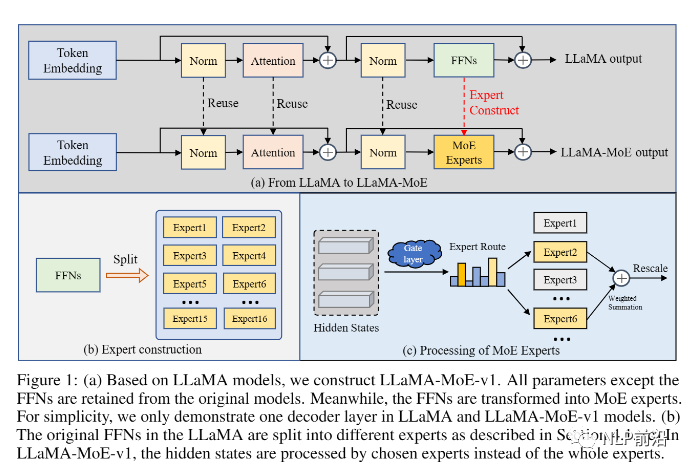 Token
Embedding
Norm
Attention
Norm
FFNs
LLaMA output
Reuse
Reuse
Reuse
Expert
Construct
Token
Embedding
Norm
Attention
Norm
MoE
Experts
LLaMA-MoE output
(a) From LLaMA to LLaMA-MoE
FFNs
Split
Expert1
Expert2
Expert3
Expert4
Expert5
Expert6
•••
•••
Expert15
Expert16
(b) Expert construction
Hidden States
Gate
layer
Expert Route
Expert1
Expert2
Expert3
•••
Expert6
•••
Weighted
Summation
Rescale
(c) Processing of MoE Experts
Figure 1: (a) Based on LLaMA models, we construct LLaMA-MoE-v1. All parameters except the
FFNs are retained from the original models. Meanwhile, the FFNs are transformed into MoE experts.
For simplicity, we only demonstrate one decoder layer in LLaMA and LLaMA-MoE-v1 models. (b)
The original FFNs in the LLaMA are split into different experts as described in In
LLaMA-MoE-v1, the hidden states are processed by chosen experts instead of the whole experts.
NLP前沿